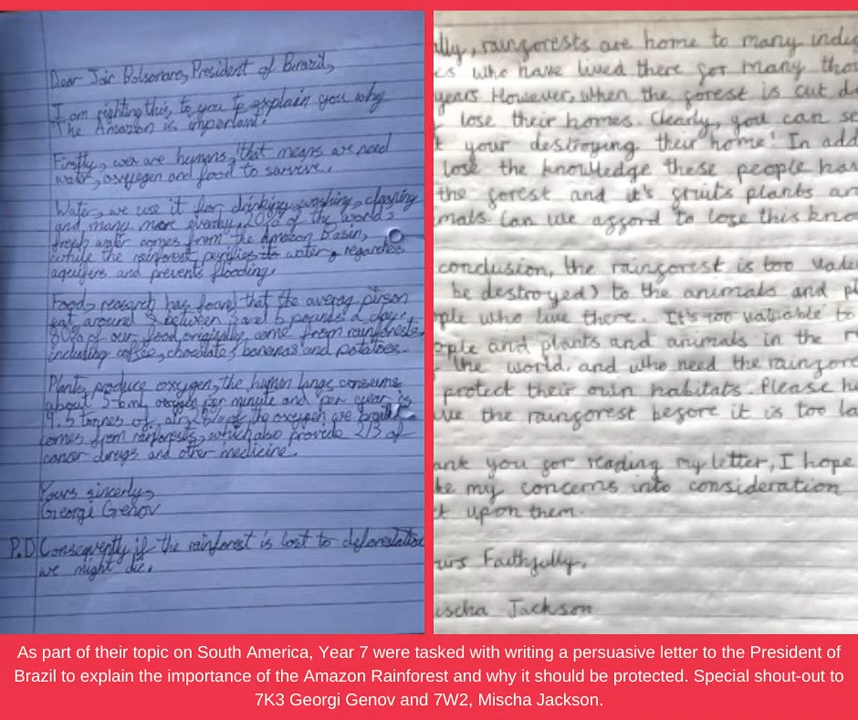 Dear Jair Bolsonaro, President of Brazil,
I am righting this to you to explain you why
The Amazon is important.
Firstly, we are humans, that means we need
water, oxygen and food to survive.
Water, we use it for drinking, washing, cleaning
and many more everday, 20% of the world's
fresh water comes from the Amazon Basin,
while the rainforest purifies water,
aquifers and prevents flooding.
Food, research has found that the averag person
eat around between 3 and 6 pounds a day.
80% of our food originally come from rainforests
including coffee, chocolate, bananas and potatoes.
Plants produce oxygen, the human lungs
about 5-6 ml oxygen per minute and per year is
9.5 tonnes of air, 28% of the oxygen
comes from rainforests, which also provide 2/3 of
cancer drugs and other medicine.
Yours sincerly,
Georgi Genov
P.D Consequently if the rainforest is lost to deforestation
we might die.
lly, rainforests are home to many indi
es who have lived there for many thou
years However, when the forest is cut d
lose their homes. Clearly, you can se
t your destroying their home! In add
lose the knowledge these people hav
the forest and it's fruits plants an
mals. Can we afford to lose this kno
conclusion, the rainforest is too valu
be destroyed) to the animals and pl
ple who live there. It's too valuable to
ople and plants and animals in the r
the world, and who need the rainfor
protect their own habitats. Please he
ve the rainforest before it is too la
ank you for reading my letter, I hope
ke my concerns into consideration
t upon them.
urs Faithfully,
ischa Jackson
As part of their topic on South America, Year 7 were tasked with writing a persuasive letter to the President of
Brazil to explain the importance of the Amazon Rainforest and why it should be protected. Special shout-out to
7K3 Georgi Genov and 7W2, Mischa Jackson.